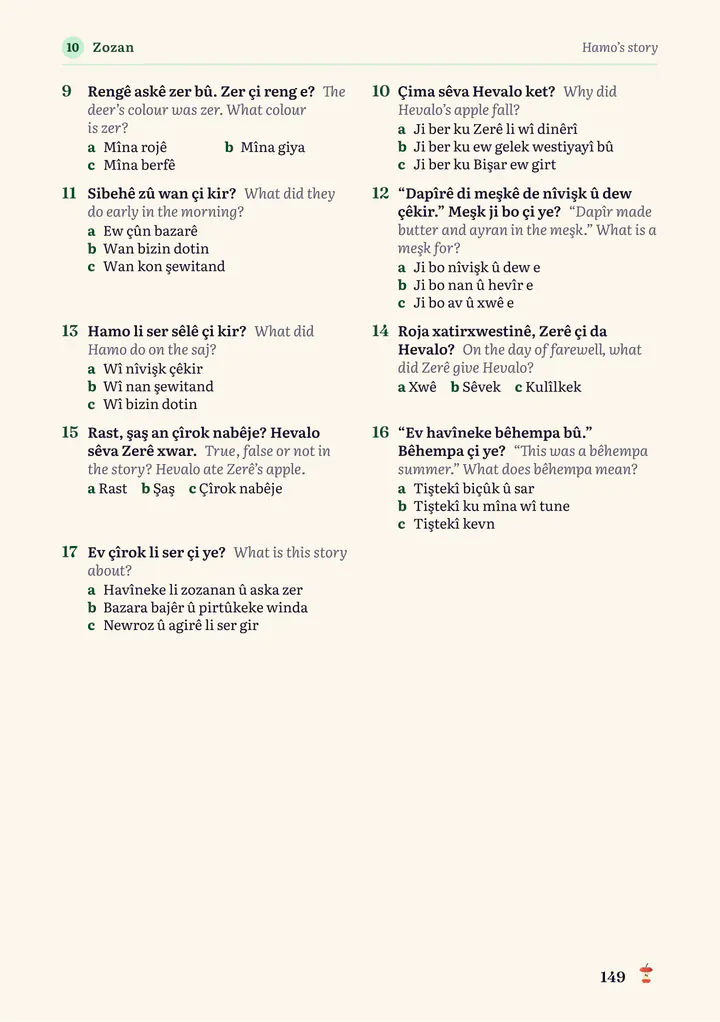 10 Zozan
Hamo's story
9 Rengê askê zer bû. Zer çi reng e? The
deer's colour was zer. What colour
is zer?
a Mîna rojê b Mîna giya
c Mîna berfê
10 Çima sêva Hevalo ket? Why did
Hevalo's apple fall?
a Ji ber ku Zerê li wî dinêrî
b Ji ber ku ew gelek westiyayî bû
c Ji ber ku Bişar ew girt
11 Sibehê zû wan çi kir? What did they
do early in the morning?
a Ew çûn bazarê
b Wan bizin dotin
c Wan kon şewitand
12 “Dapîrê di meşkê de nîvişk û dew
çêkir.” Meşk ji bo çi ye? “Dapîr made
butter and ayran in the meşk.” What is a
meşk for?
a Ji bo nîvişk û dew e
b Ji bo nan û hevîr e
c Ji bo av û xwê e
13 Hamo li ser sêlê çi kir? What did
Hamo do on the saj?
a Wî nîvişk çêkir
b Wî nan şewitand
c Wî bizin dotin
14 Roja xatirxwestinê, Zerê çi da
Hevalo? On the day of farewell, what
did Zerê give Hevalo?
a Xwê b Sêvek c Kulîlkek
15 Rast, şaş an çîrok nabêje? Hevalo
sêva Zerê xwar. True, false or not in
the story? Hevalo ate Zerê's apple.
a Rast b Şaş c Çîrok nabêje
16 “Ev havîneke bêhempa bû.”
Bêhempa çi ye? “This was a bêhempa
summer.” What does bêhempa mean?
a Tiştekî biçûk û sar
b Tiştekî ku mîna wî tune
c Tiştekî kevn
17 Ev çîrok li ser çi ye? What is this story
about?
a Havîneke li zozanan û aska zer
b Bazara bajêr û pirtûkeke winda
c Newroz û agirê li ser gir
149